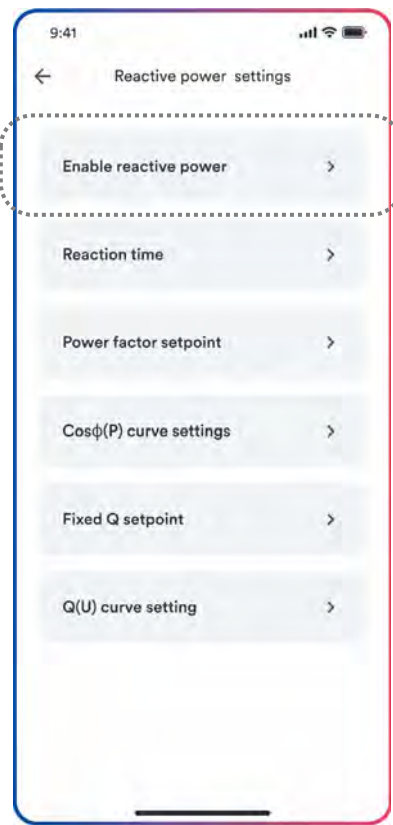 9:41
Reactive power settings
Enable reactive power
Reaction time
Power factor setpoint
Cosϕ(P) curve settings
Fixed Q setpoint
Q(U) curve setting